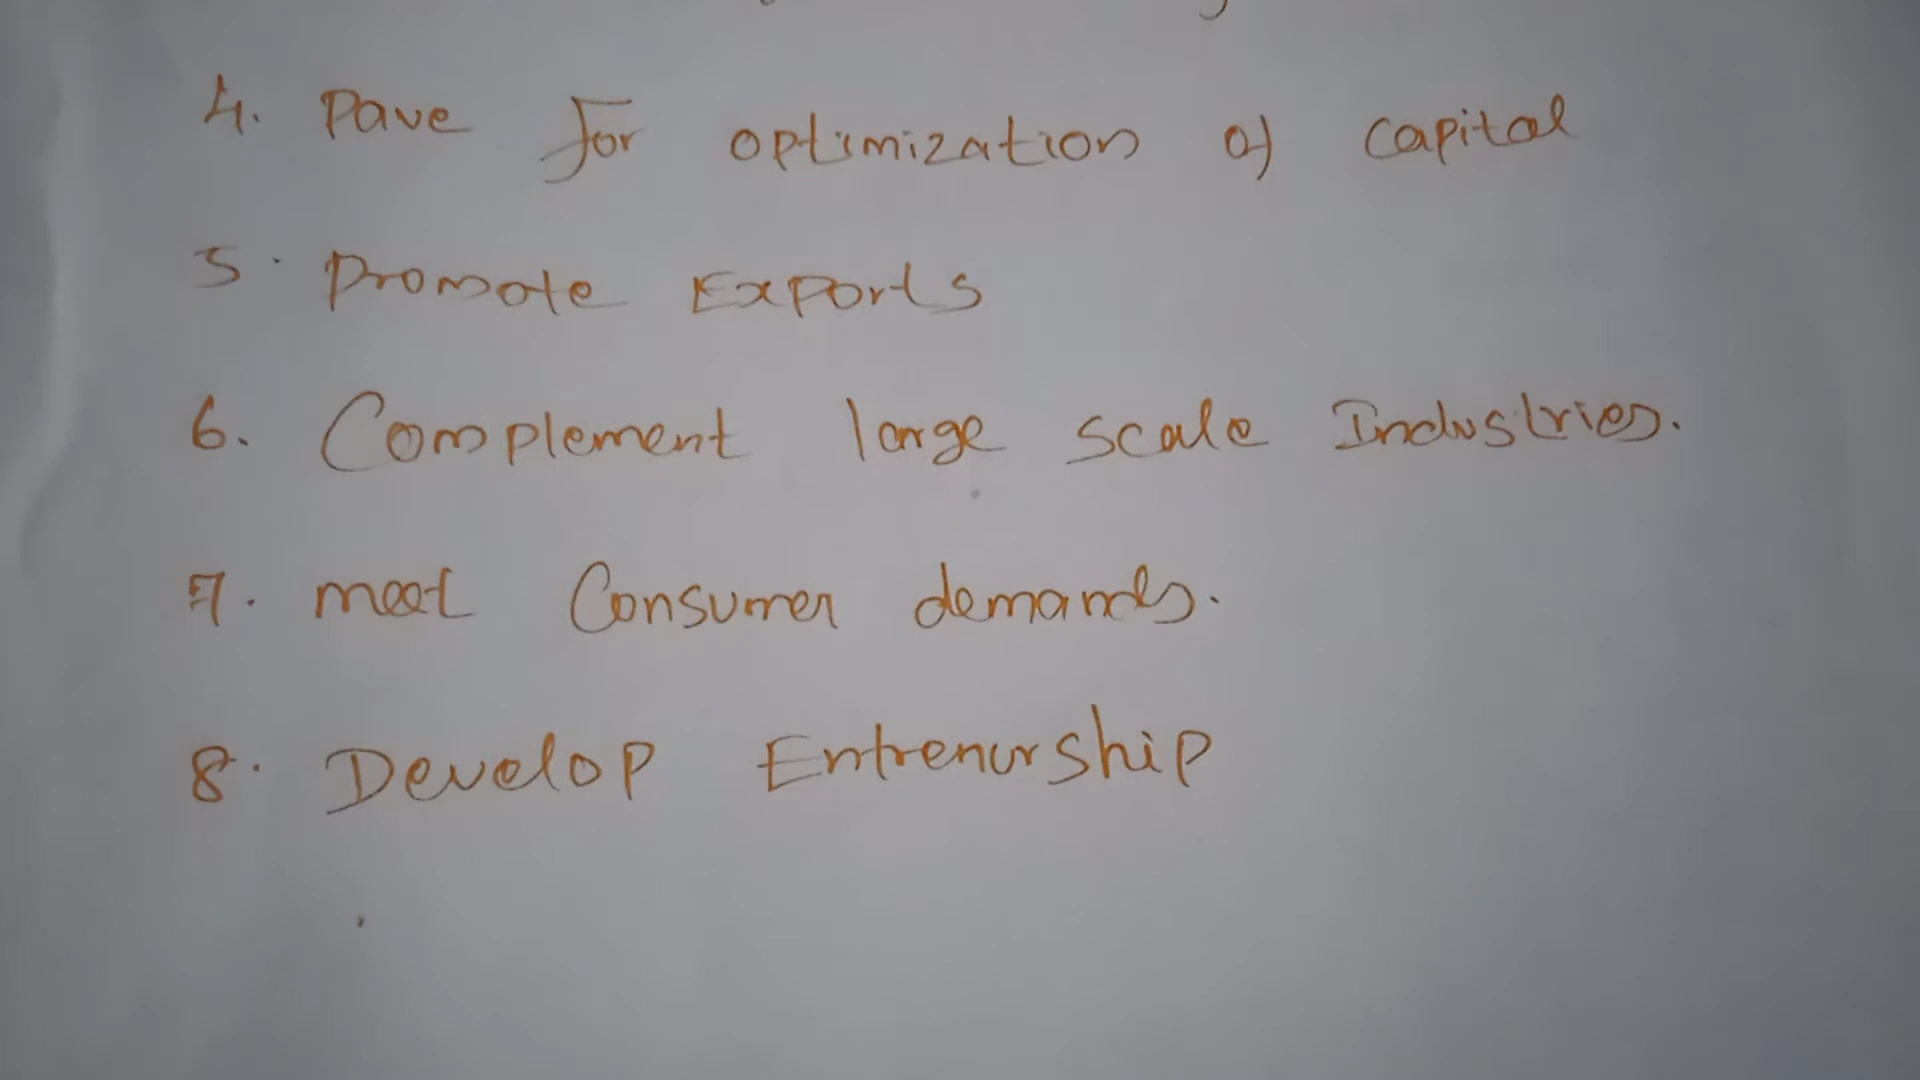 4. Pave for optimization of capital
5. Promote Exports
6. Complement large scale Industries.
7. meet Consumer demands.
8. Develop Entrenurship